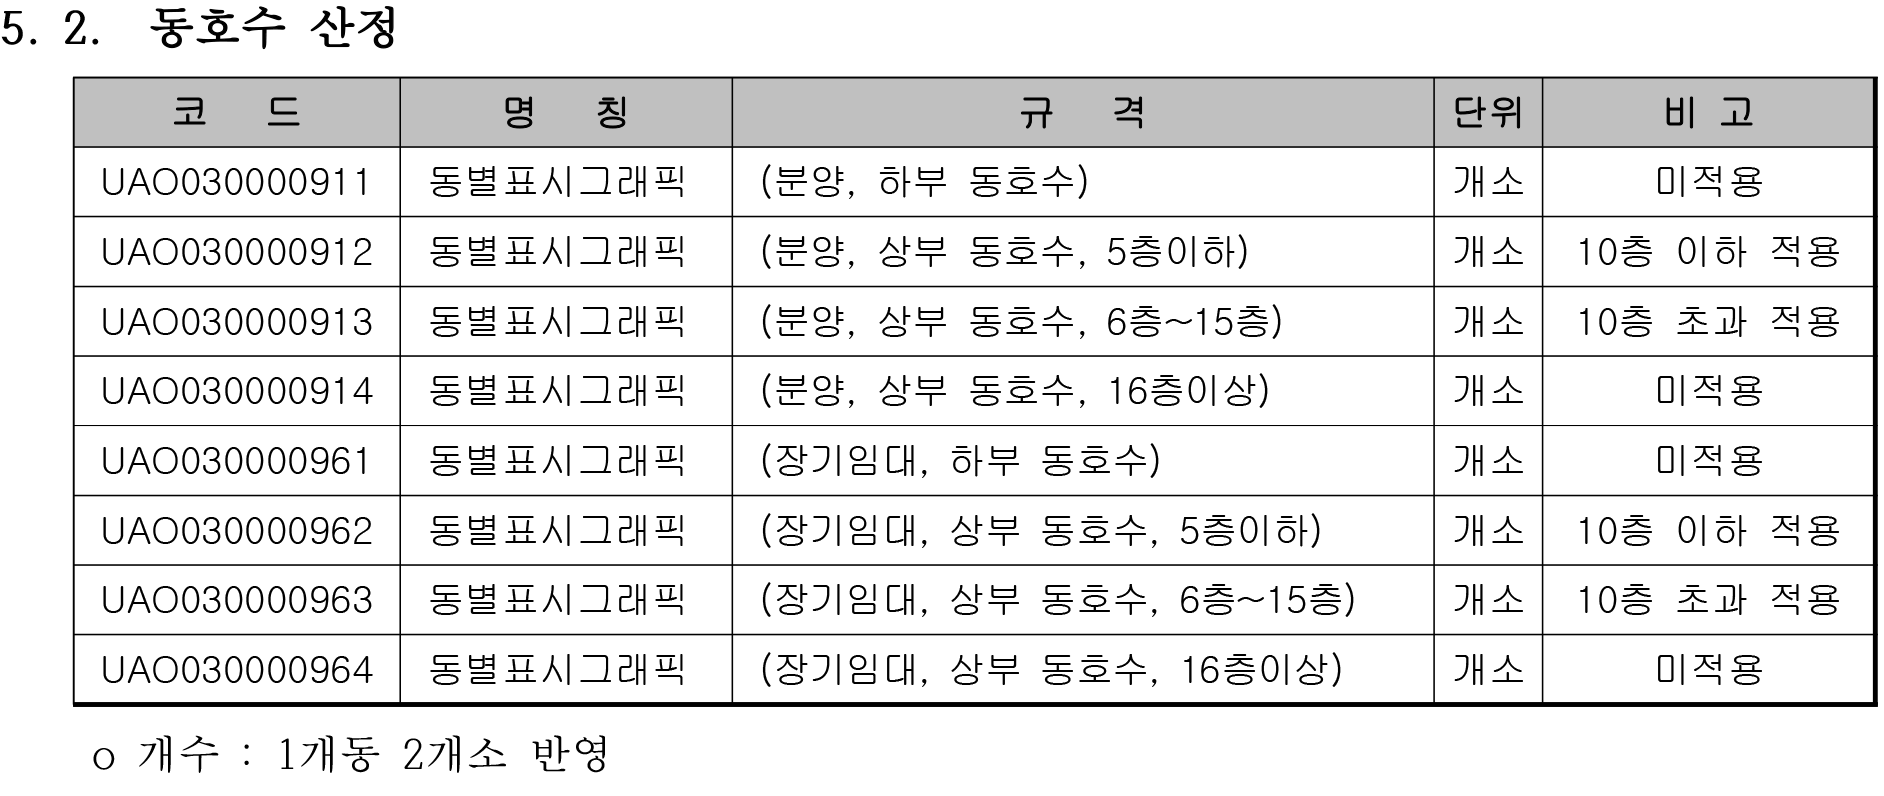 5. 2. 동호수 산정
코 드 명 칭 규 격 단위 비 고
UAO030000911 동별표시그래픽 (분양, 하부 동호수) 개소 미적용
UAO030000912 동별표시그래픽 (분양, 상부 동호수, 5층이하) 개소 10층 이하 적용
UAO030000913 동별표시그래픽 (분양, 상부 동호수, 6층~15층) 개소 10층 초과 적용
UAO030000914 동별표시그래픽 (분양, 상부 동호수, 16층이상) 개소 미적용
UAO030000961 동별표시그래픽 (장기임대, 하부 동호수) 개소 미적용
UAO030000962 동별표시그래픽 (장기임대, 상부 동호수, 5층이하) 개소 10층 이하 적용
UAO030000963 동별표시그래픽 (장기임대, 상부 동호수, 6층~15층) 개소 10층 초과 적용
UAO030000964 동별표시그래픽 (장기임대, 상부 동호수, 16층이상) 개소 미적용
o 개수 : 1개동 2개소 반영